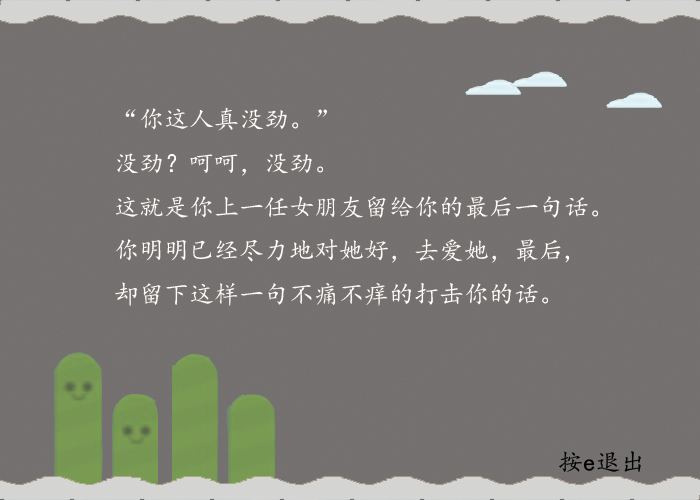 “你这人真没劲。”
没劲？呵呵，没劲。
这就是你上一任女朋友留给你的最后一句话。
你明明已经尽力地对她好，去爱她，最后，
却留下这样一句不痛不痒的打击你的话。
按e退出